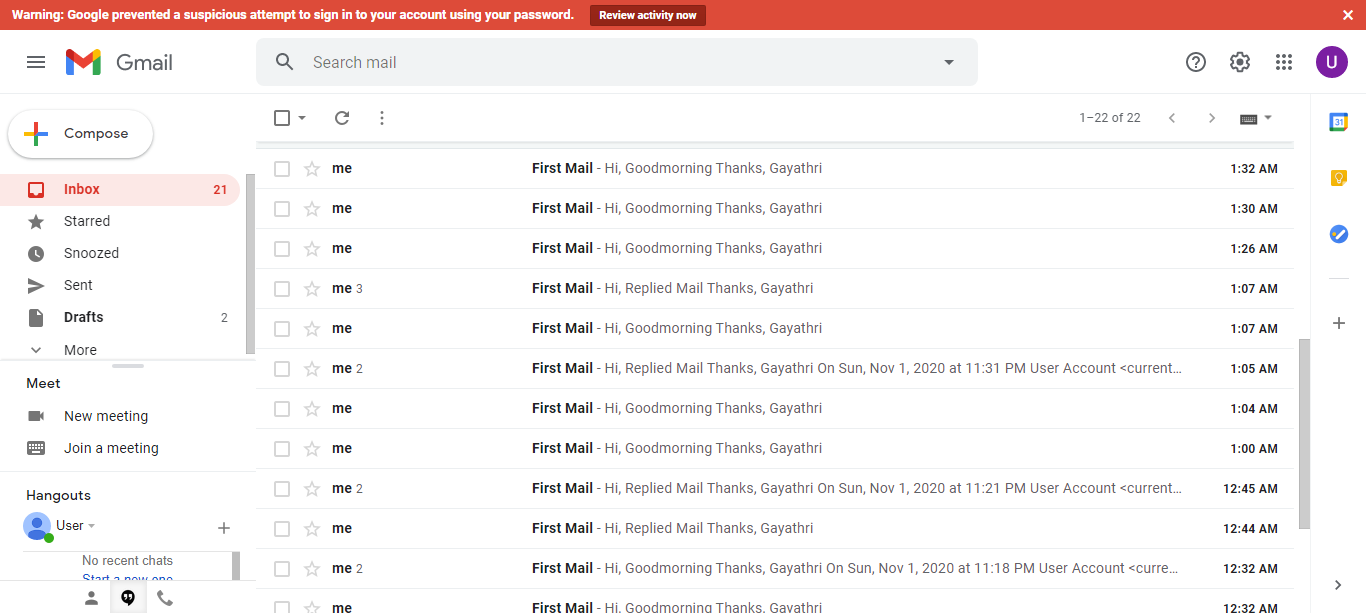 Warning: Google prevented a suspicious attempt to sign in to your account using your password. Review activity now
Gmail
Search mail
U
Compose
1–22 of 22
31
Inbox 21
Starred
Snoozed
Sent
Drafts 2
More
Meet
New meeting
Join a meeting
Hangouts
User
No recent chats
Start a new one
me First Mail - Hi, Goodmorning Thanks, Gayathri 1:32 AM
me First Mail - Hi, Goodmorning Thanks, Gayathri 1:30 AM
me First Mail - Hi, Goodmorning Thanks, Gayathri 1:26 AM
me 3 First Mail - Hi, Replied Mail Thanks, Gayathri 1:07 AM
me First Mail - Hi, Goodmorning Thanks, Gayathri 1:07 AM
me 2 First Mail - Hi, Replied Mail Thanks, Gayathri On Sun, Nov 1, 2020 at 11:31 PM User Account <current... 1:05 AM
me First Mail - Hi, Goodmorning Thanks, Gayathri 1:04 AM
me First Mail - Hi, Goodmorning Thanks, Gayathri 1:00 AM
me 2 First Mail - Hi, Replied Mail Thanks, Gayathri On Sun, Nov 1, 2020 at 11:21 PM User Account <current... 12:45 AM
me First Mail - Hi, Replied Mail Thanks, Gayathri 12:44 AM
me 2 First Mail - Hi, Goodmorning Thanks, Gayathri On Sun, Nov 1, 2020 at 11:18 PM User Account <curre... 12:32 AM
me First Mail - Hi, Goodmorning Thanks, Gayathri 12:32 AM